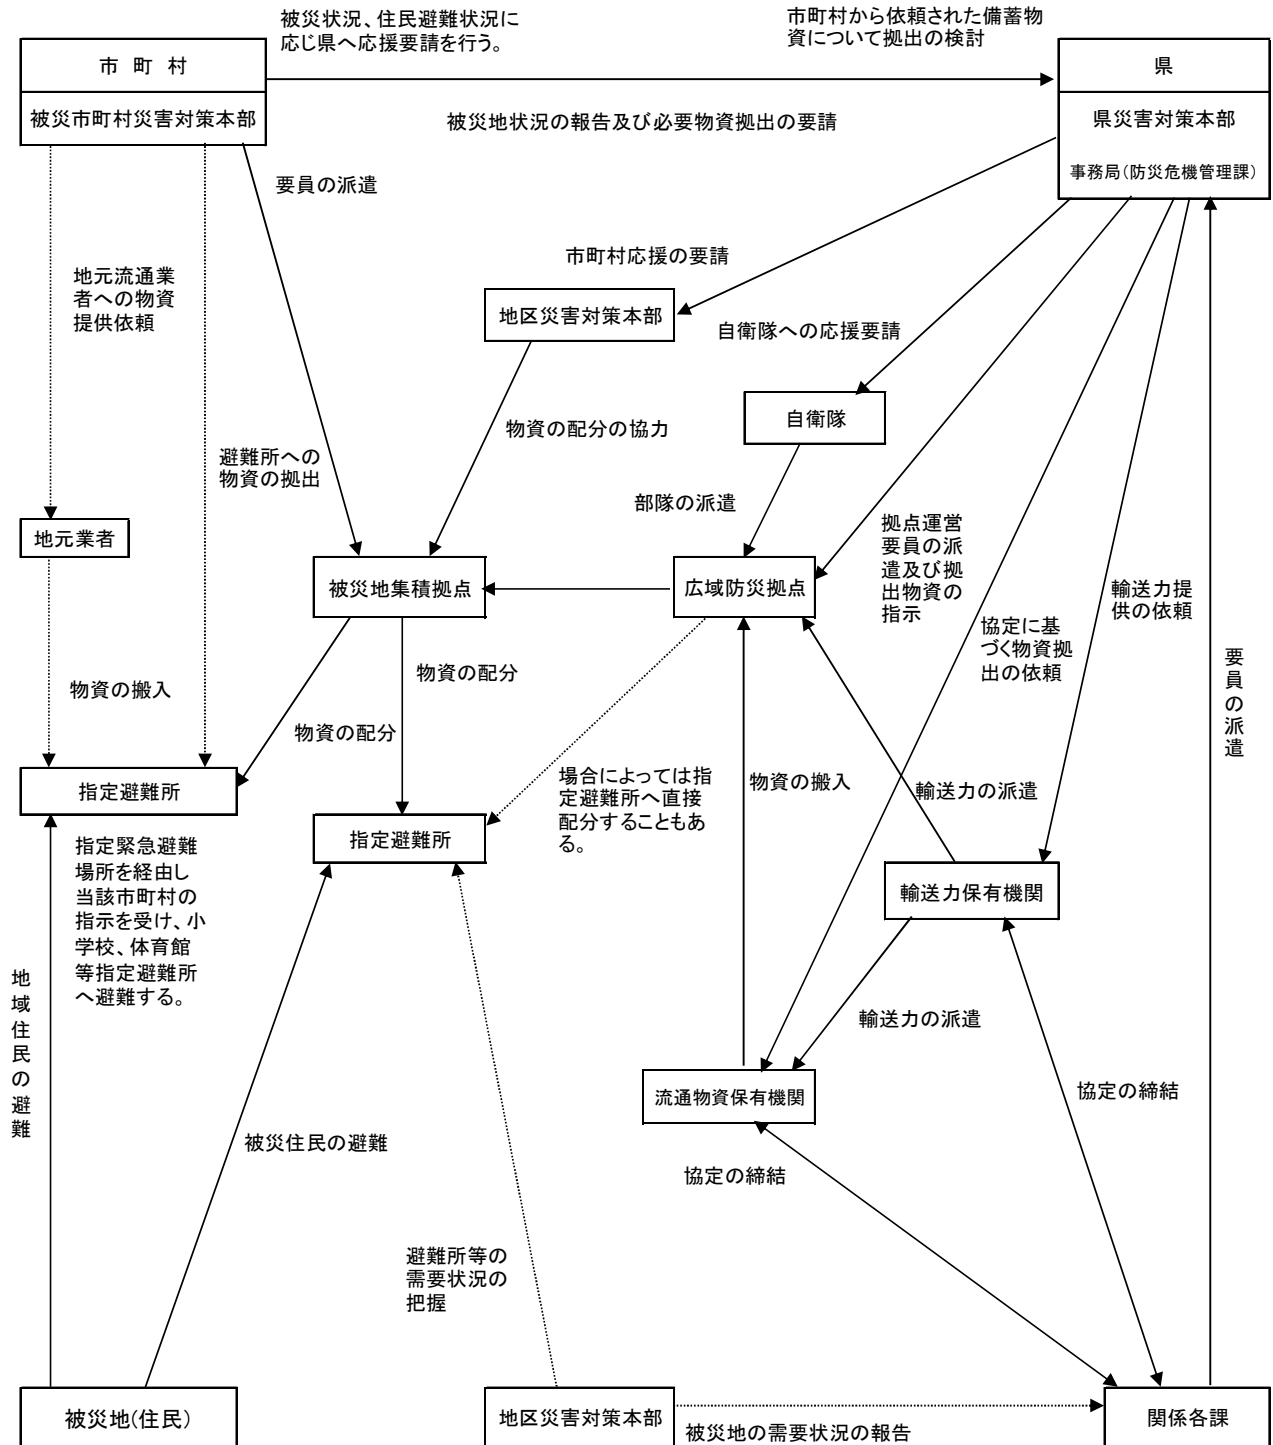 被災状況、住民避難状況に
応じ県へ応援要請を行う。
市町村から依頼された備蓄物
資について拠出の検討
市 町 村
被災市町村災害対策本部
県
県災害対策本部
事務局(防災危機管理課)
被災地状況の報告及び必要物資拠出の要請
要員の派遣
市町村応援の要請
地元流通業
者への物資
提供依頼
地区災害対策本部
自衛隊への応援要請
自衛隊
物資の配分の協力
避難所への
物資の拠出
部隊の派遣
地元業者
拠点運営
要員の派
遣及び拠
出物資の
指示
被災地集積拠点
広域防災拠点
輸送力提
供の依頼
協定に基
づく物資拠
出の依頼
要員の派遣
物資の搬入
物資の配分
物資の配分
指定避難所
場合によっては指
定避難所へ直接
配分することもあ
る。
物資の搬入
輸送力の派遣
指定避難所
指定緊急避難
場所を経由し
当該市町村の
指示を受け、小
学校、体育館
等指定避難所
へ避難する。
輸送力保有機関
地域住民の避難
輸送力の派遣
流通物資保有機関
協定の締結
被災住民の避難
協定の締結
避難所等の
需要状況の
把握
被災地(住民)
地区災害対策本部
被災地の需要状況の報告
関係各課